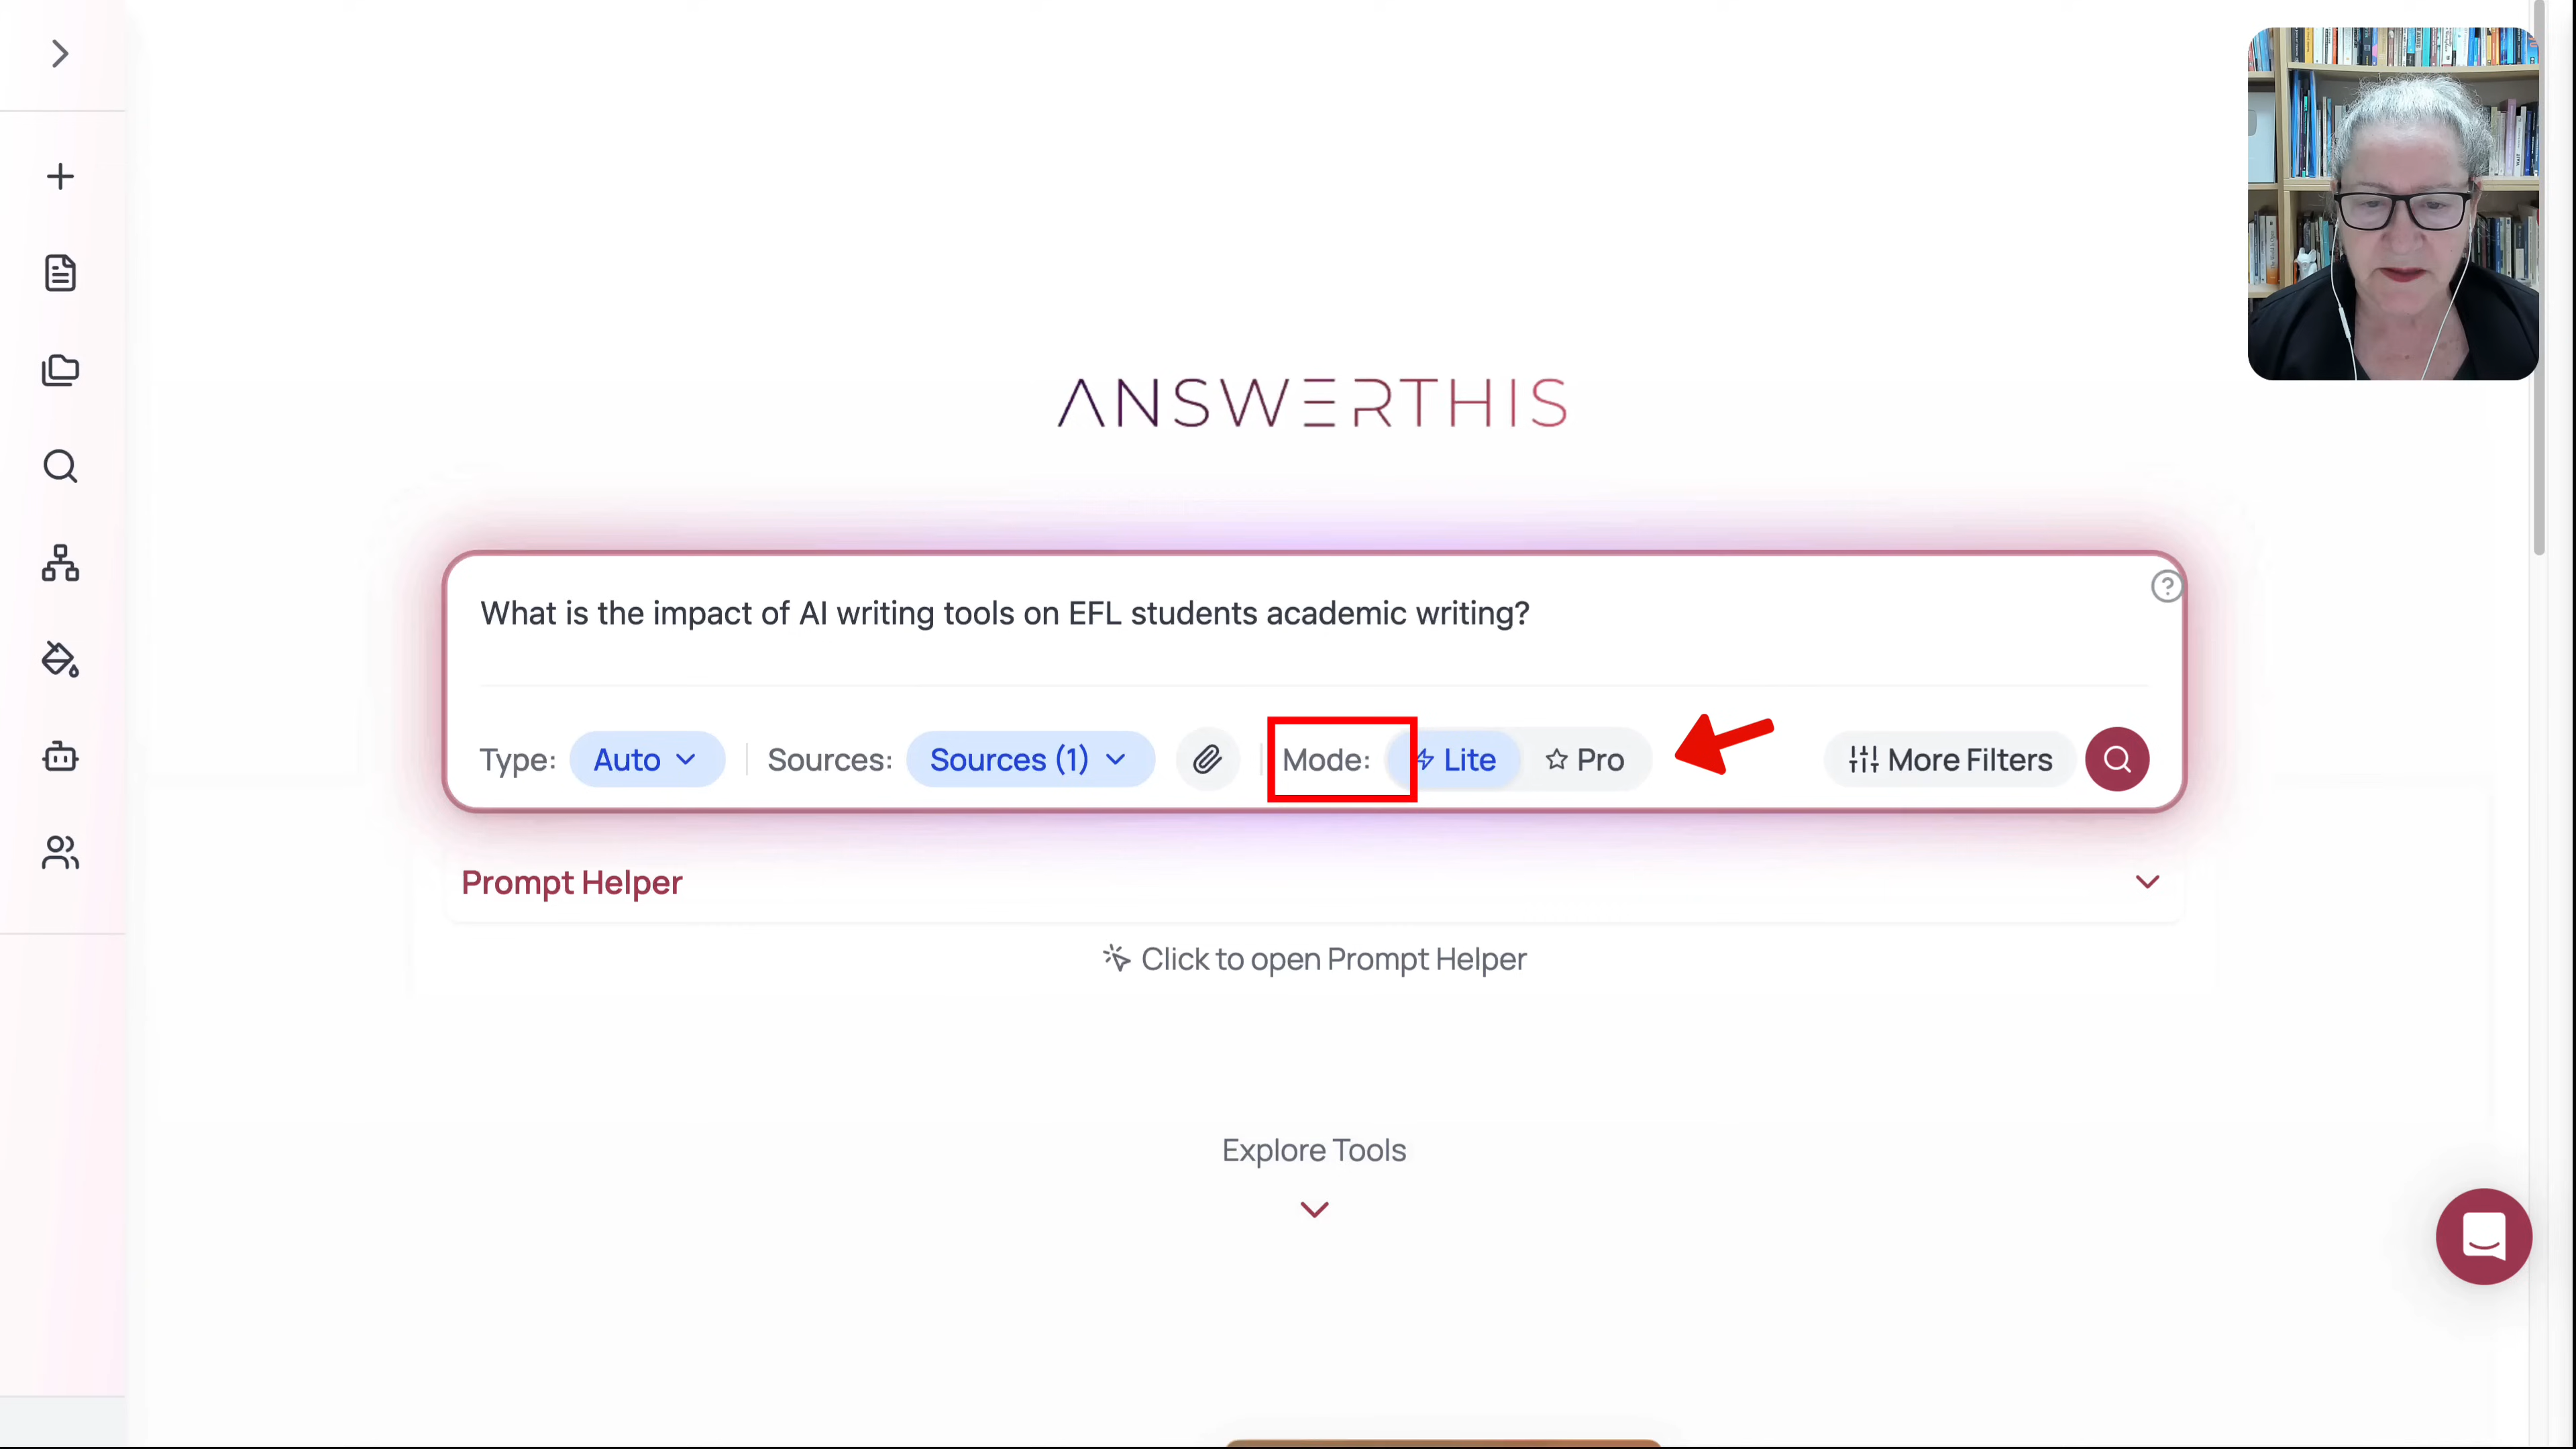 ANSWERTHIS
What is the impact of AI writing tools on EFL students academic writing?
Type: Auto Sources: Sources (1) Mode: Lite Pro More Filters
Prompt Helper
Click to open Prompt Helper
Explore Tools